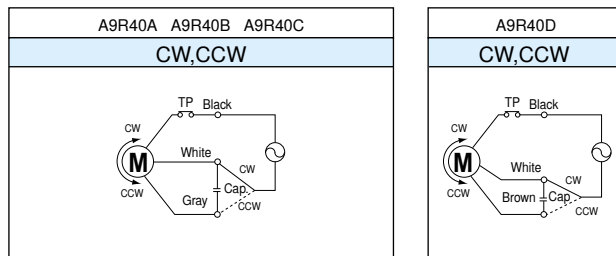 A9R40A A9R40B A9R40C
CW,CCW
TP Black
CW
White
M
CW
Cap.
CCW
Gray
CCW
A9R40D
CW,CCW
TP Black
CW
White
M
CW
CCW
Brown
Cap.
CCW